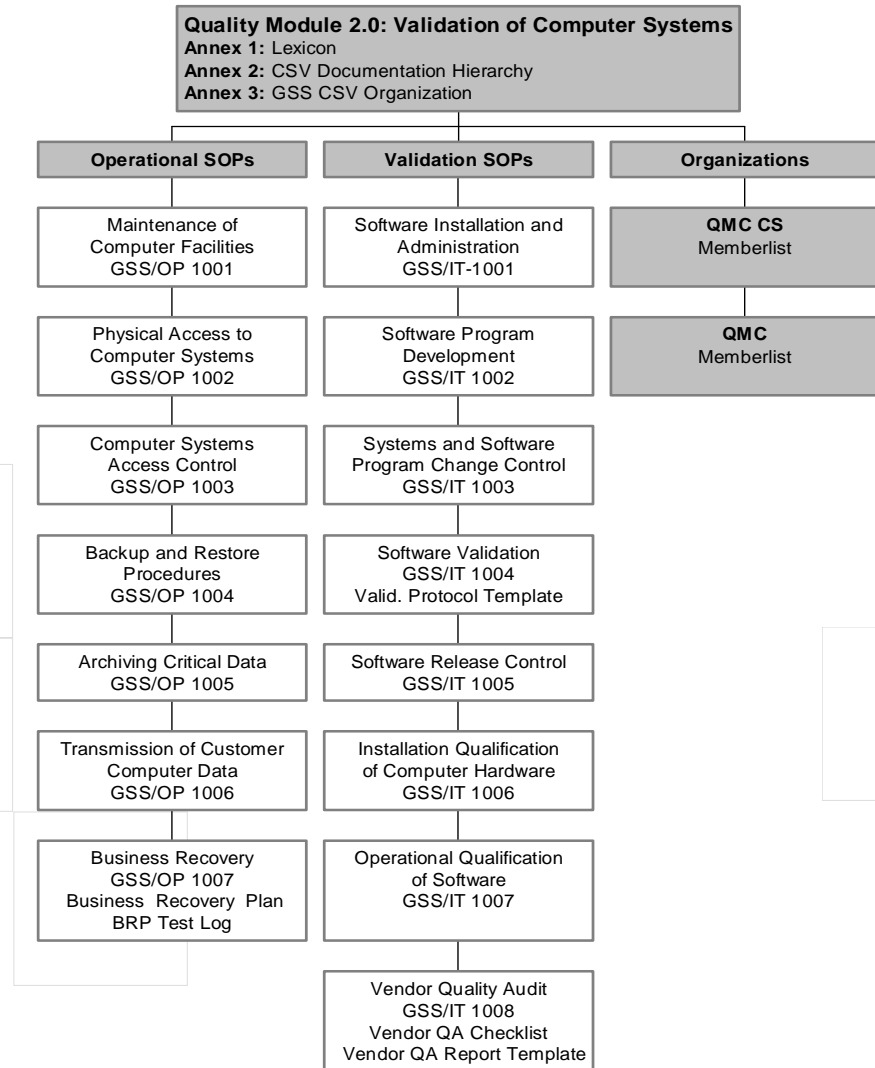 Quality Module 2.0: Validation of Computer Systems
Annex 1: Lexicon
Annex 2: CSV Documentation Hierarchy
Annex 3: GSS CSV Organization
Operational SOPs
Maintenance of
Computer Facilities
GSS/OP 1001
Physical Access to
Computer Systems
GSS/OP 1002
Computer Systems
Access Control
GSS/OP 1003
Backup and Restore
Procedures
GSS/OP 1004
Archiving Critical Data
GSS/OP 1005
Transmission of Customer
Computer Data
GSS/OP 1006
Business Recovery
GSS/OP 1007
Business Recovery Plan
BRP Test Log
Validation SOPs
Software Installation and
Administration
GSS/IT-1001
Software Program
Development
GSS/IT 1002
Systems and Software
Program Change Control
GSS/IT 1003
Software Validation
GSS/IT 1004
Valid. Protocol Template
Software Release Control
GSS/IT 1005
Installation Qualification
of Computer Hardware
GSS/IT 1006
Operational Qualification
of Software
GSS/IT 1007
Vendor Quality Audit
GSS/IT 1008
Vendor QA Checklist
Vendor QA Report Template
Organizations
QMC CS
Memberlist
QMC
Memberlist